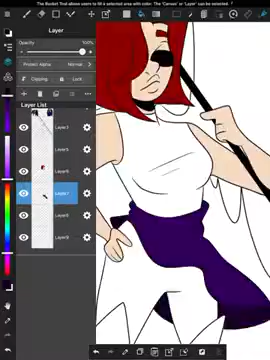 The Bucket Tool allows users to fill a selected area with color. The 'Canvas' or 'Layer' can be selected.
Layer
Opacity
100%
Protect Alpha
Normal
Clipping
Lock
Layer List
Layer5
Layer6
Layer7
Layer8
Layer9